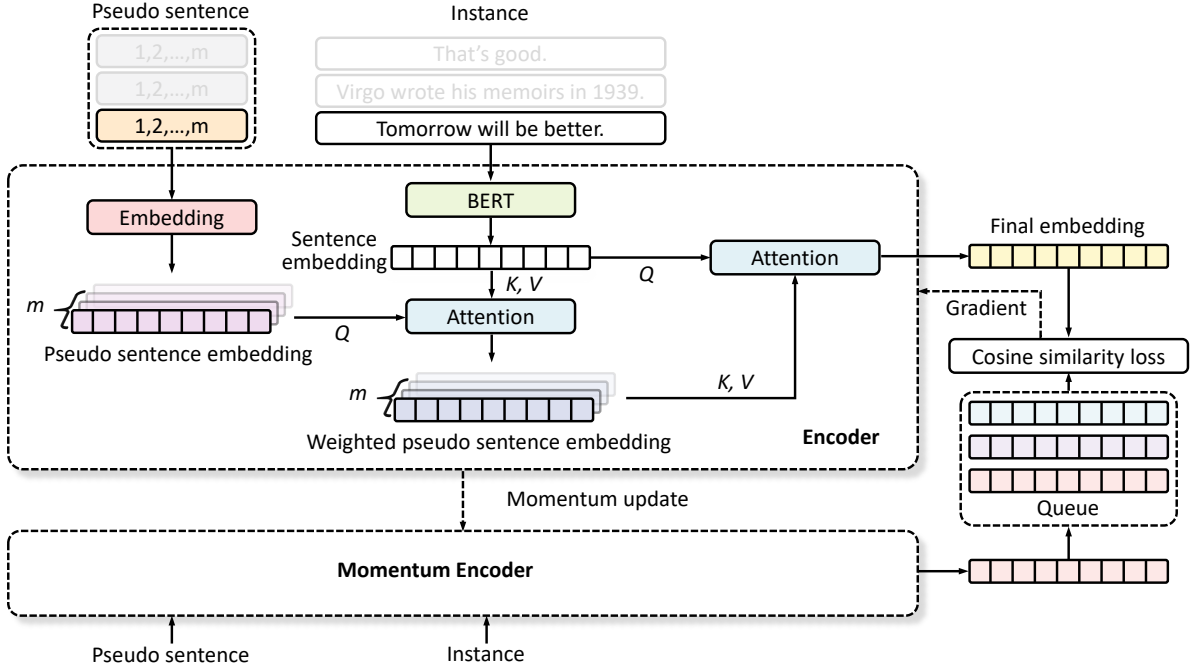 Pseudo sentence
Instance
1,2,...,m
That's good.
1,2,...,m
Virgo wrote his memoirs in 1939.
1,2,...,m
Tomorrow will be better.
Embedding
BERT
Sentence
embedding
Q
Attention
Final embedding
K, V
m
Q
Attention
Gradient
Pseudo sentence embedding
Cosine similarity loss
m
K, V
Weighted pseudo sentence embedding
Encoder
Momentum update
Queue
Momentum Encoder
Pseudo sentence
Instance